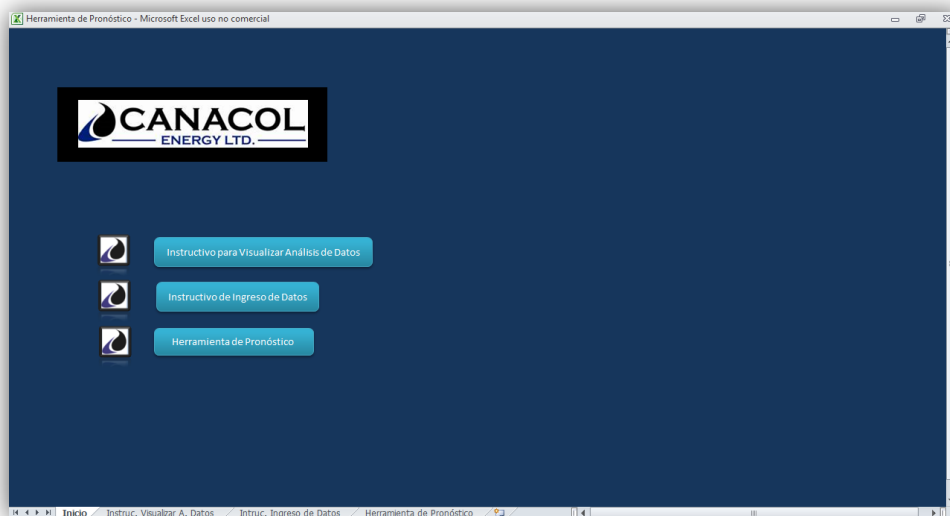 Herramienta de Pronóstico - Microsoft Excel uso no comercial
CANACOL
ENERGY LTD.
Instructivo para Visualizar Análisis de Datos
Instructivo de Ingreso de Datos
Herramienta de Pronóstico
Inicio Instruc. Visualizar A. Datos Intruc. Ingreso de Datos Herramienta de Pronóstico